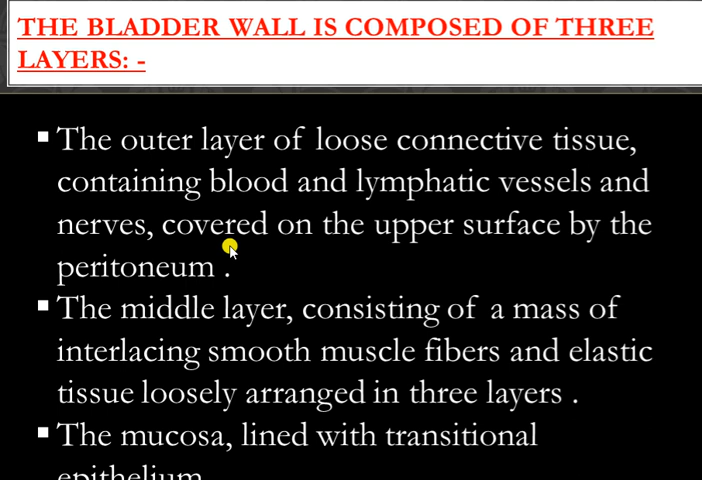 THE BLADDER WALL IS COMPOSED OF THREE
LAYERS: -
▪ The outer layer of loose connective tissue,
containing blood and lymphatic vessels and
nerves, covered on the upper surface by the
peritoneum .
▪ The middle layer, consisting of a mass of
interlacing smooth muscle fibers and elastic
tissue loosely arranged in three layers .
▪ The mucosa, lined with transitional
epithelium